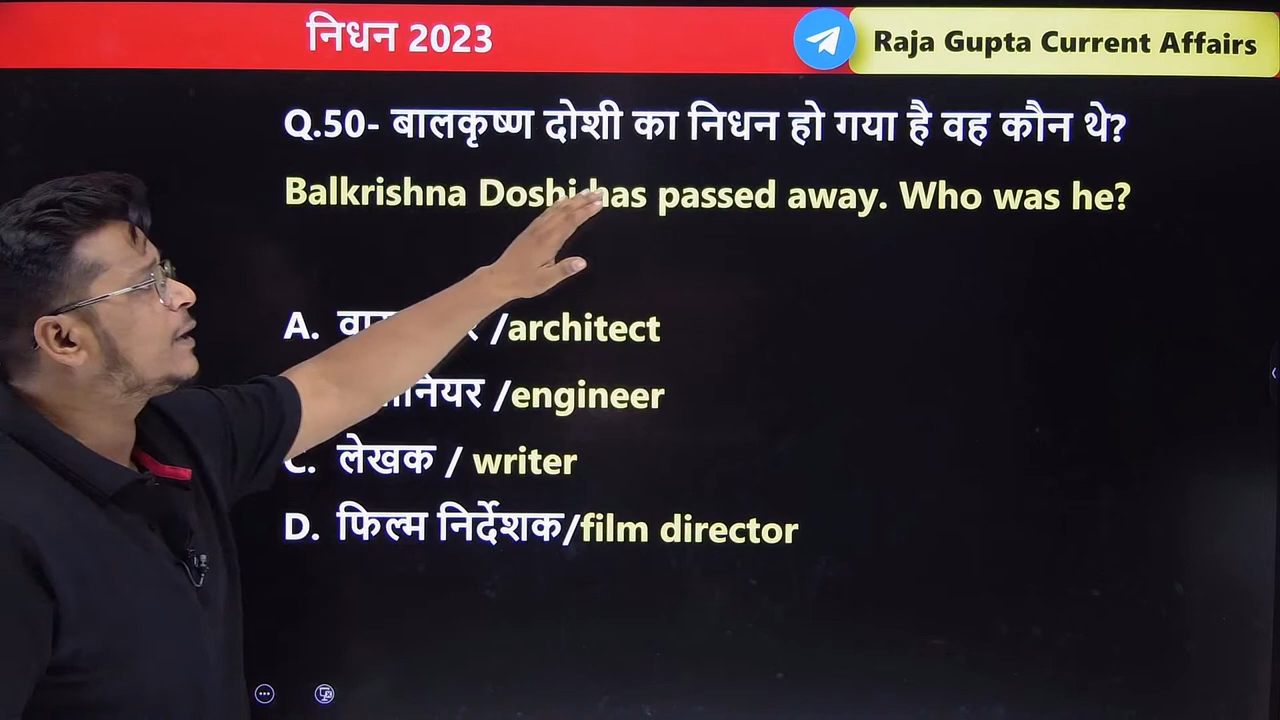 निधन 2023
Raja Gupta Current Affairs
Q.50- बालकृष्ण दोशी का निधन हो गया है वह कौन थे?
Balkrishna Doshi has passed away. Who was he?
A. /architect
/engineer
C. लेखक / writer
D. फिल्म निर्देशक/film director